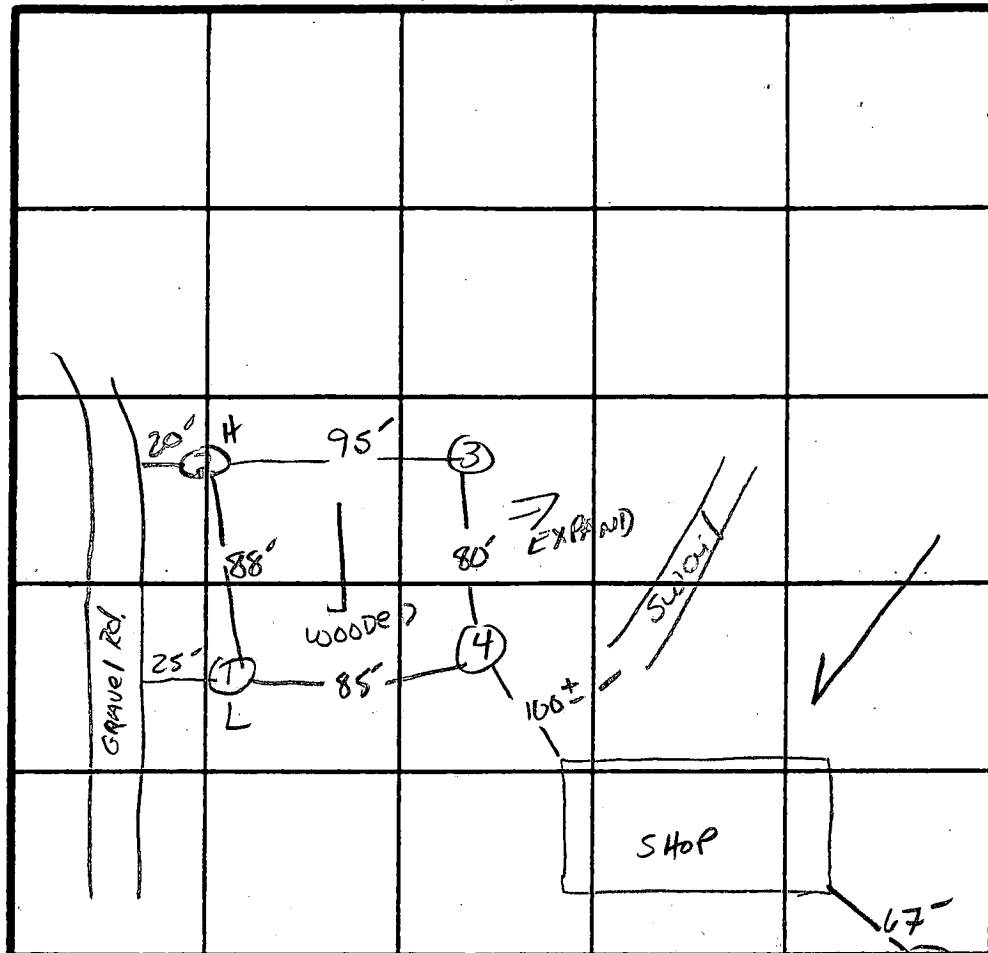 20' H 95' 3
⇒ EXPAND
88' 80'
WOODED
GRAVEL Rd.
25' 1 85' 4
L
100±
SHOP
67'